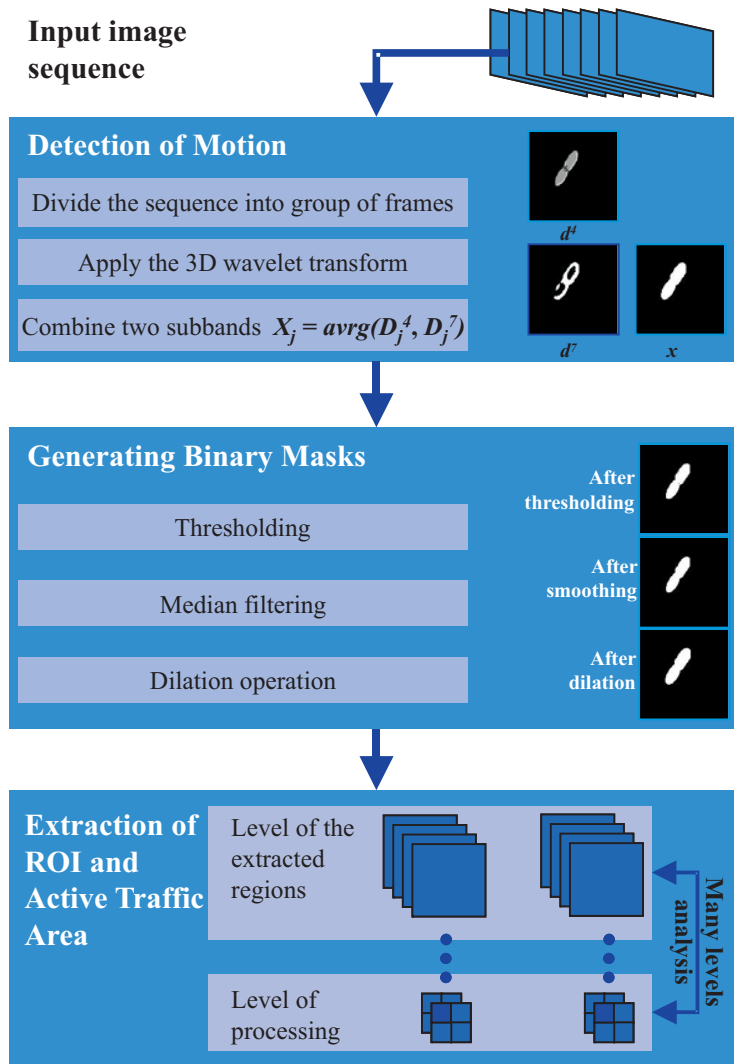 Input image
sequence
Detection of Motion
Divide the sequence into group of frames
Apply the 3D wavelet transform
Combine two subbands X_j = avrg(D_j^4, D_j^7)
d^4
d^7
x
Generating Binary Masks
Thresholding
Median filtering
Dilation operation
After
thresholding
After
smoothing
After
dilation
Extraction of
ROI and
Active Traffic
Area
Level of the
extracted
regions
Level of
processing
Many levels
analysis